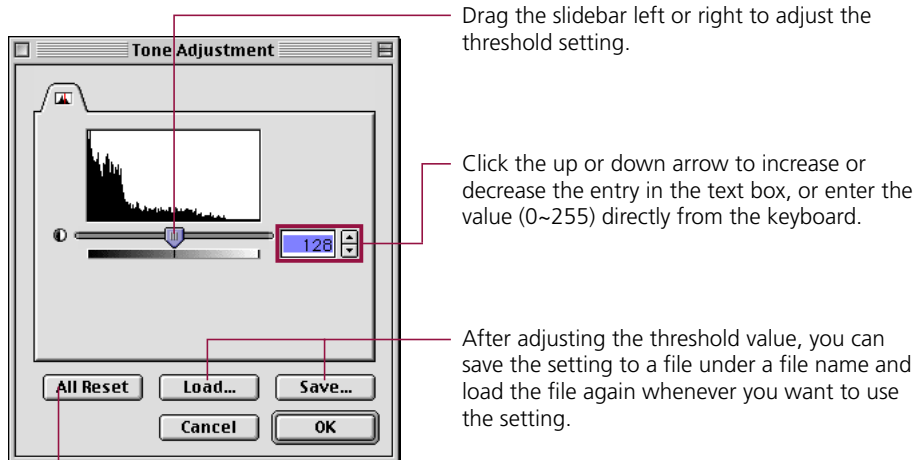 Drag the slidebar left or right to adjust the
threshold setting.
Tone Adjustment
Click the up or down arrow to increase or
decrease the entry in the text box, or enter the
value (0~255) directly from the keyboard.
128
After adjusting the threshold value, you can
save the setting to a file under a file name and
load the file again whenever you want to use
the setting.
All Reset
Load...
Save...
Cancel
OK